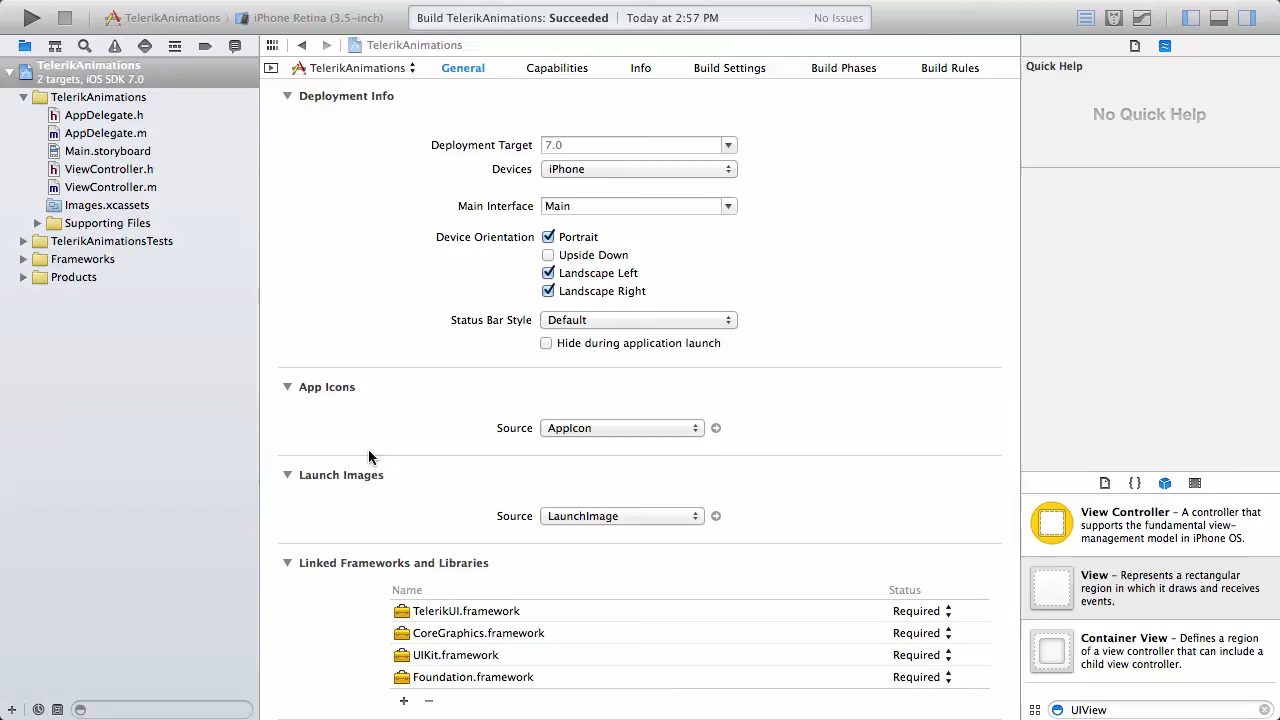 TelerikAnimations
iPhone Retina (3.5-inch
Build TelerikAnimations: Succeeded
Today at 2:57 PM
No Issues
TelerikAnimations
2 targets, iOS SDK 7.0
TelerikAnimations
AppDelegate.h
AppDelegate.m
Main.storyboard
ViewController.h
ViewController.m
Images.xcassets
Supporting Files
TelerikAnimationsTests
Frameworks
Products
TelerikAnimations
TelerikAnimations
General
Capabilities
Info
Build Settings
Build Phases
Build Rules
Deployment Info
Deployment Target 7.0
Devices iPhone
Main Interface Main
Device Orientation Portrait
Upside Down
Landscape Left
Landscape Right
Status Bar Style Default
Hide during application launch
App Icons
Source AppIcon
Launch Images
Source LaunchImage
Linked Frameworks and Libraries
Name Status
TelerikUI.framework Required
CoreGraphics.framework Required
UIKit.framework Required
Foundation.framework Required
Quick Help
No Quick Help
{ }
View Controller - A controller that
supports the fundamental view-
management model in iPhone OS.
View - Represents a rectangular
region in which it draws and receives
events.
Container View - Defines a region
of a view controller that can include a
child view controller.
UIView